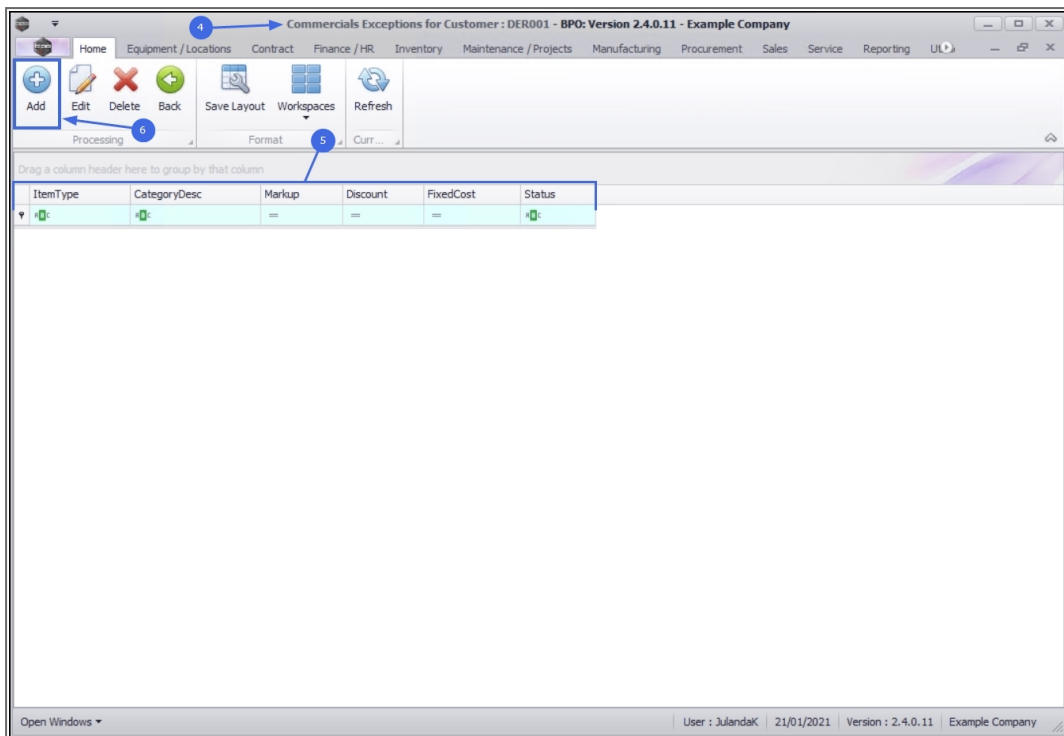 4
Commercials Exceptions for Customer : DER001 - BPO: Version 2.4.0.11 - Example Company
Home Equipment / Locations Contract Finance / HR Inventory Maintenance / Projects Manufacturing Procurement Sales Service Reporting
Add Edit Delete Back Save Layout Workspaces Refresh
6
Processing Format 5 Curr...
Drag a column header here to group by that column
ItemType CategoryDesc Markup Discount FixedCost Status
= = =
Open Windows User : JulandaK 21/01/2021 Version : 2.4.0.11 Example Company